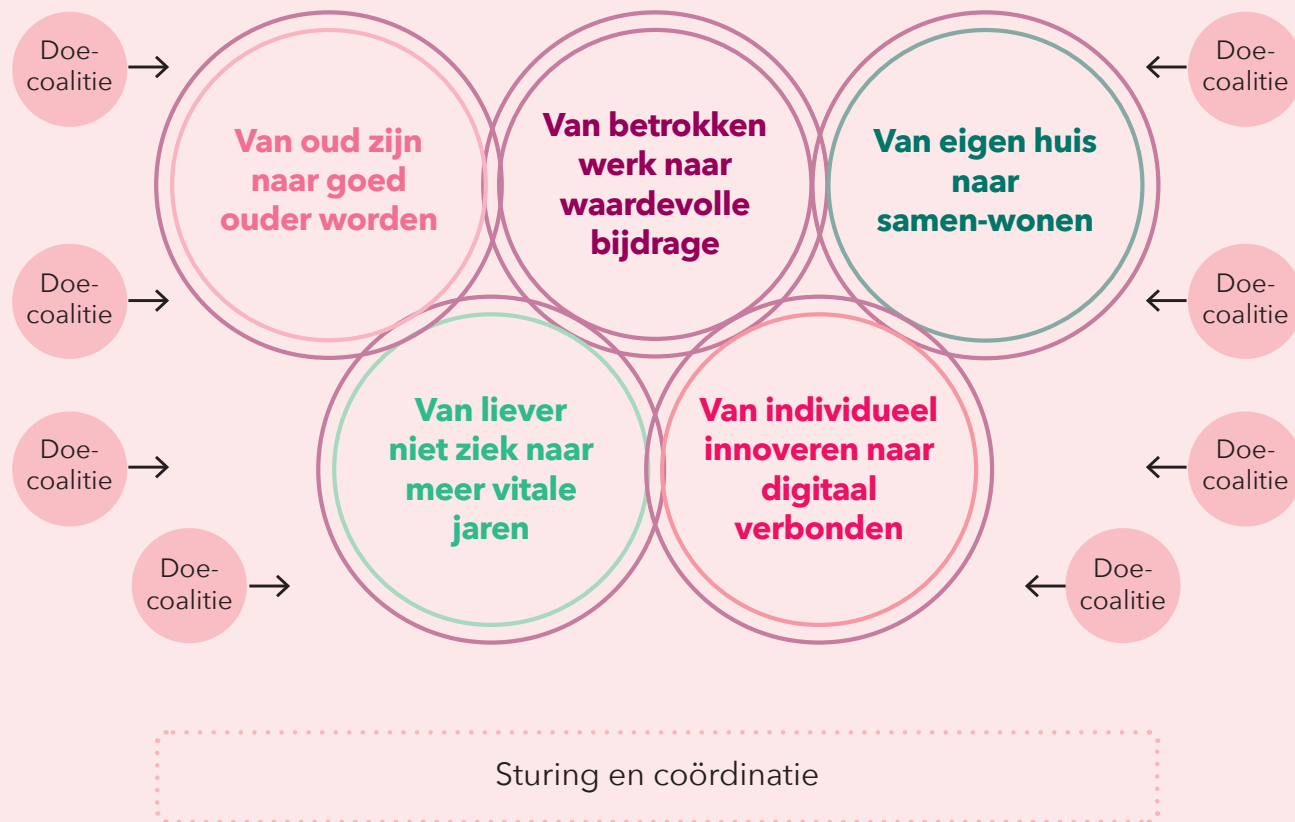 Doe-
coalitie
Van oud zijn
naar goed
ouder worden
Van betrokken
werk naar
waardevolle
bijdrage
Van eigen huis
naar
samen-wonen
Doe-
coalitie
Doe-
coalitie
Doe-
coalitie
Doe-
coalitie
Van liever
niet ziek naar
meer vitale
jaren
Van individueel
innoveren naar
digitaal
verbonden
Doe-
coalitie
Doe-
coalitie
Doe-
coalitie
Sturing en coördinatie